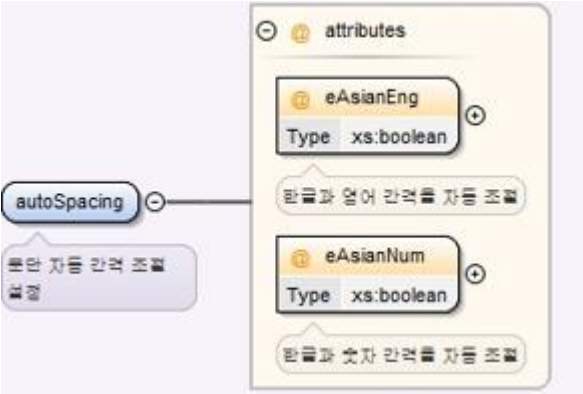 @ attributes
@ eAsianEng
Type xs:boolean
한글과 영어 간격을 자동 조절
autoSpacing
문단 자동 간격 조절
설정
@ eAsianNum
Type xs:boolean
한글과 숫자 간격을 자동 조절